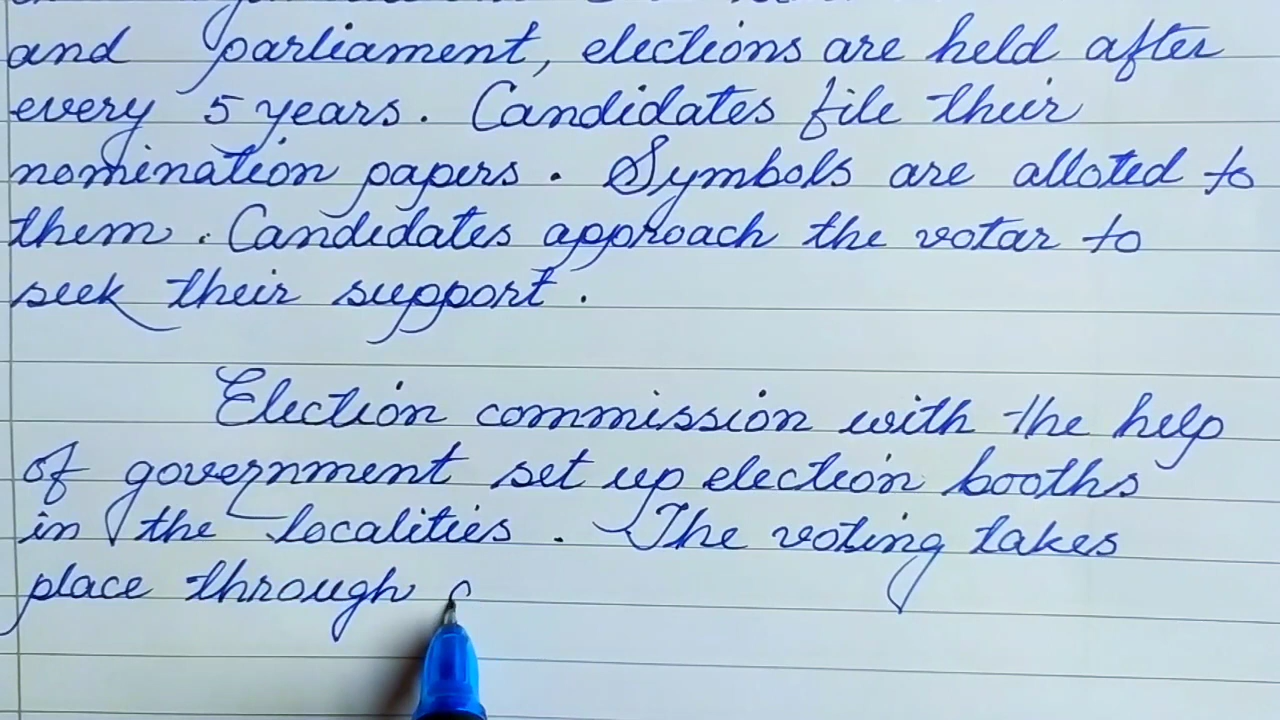 and parliament, elections are held after
every 5 years. Candidates file their
nomination papers. Symbols are alloted to
them. Candidates approach the votar to
seek their support.
Election commission with the help
of government set up election booths
in the localities. The voting takes
place through